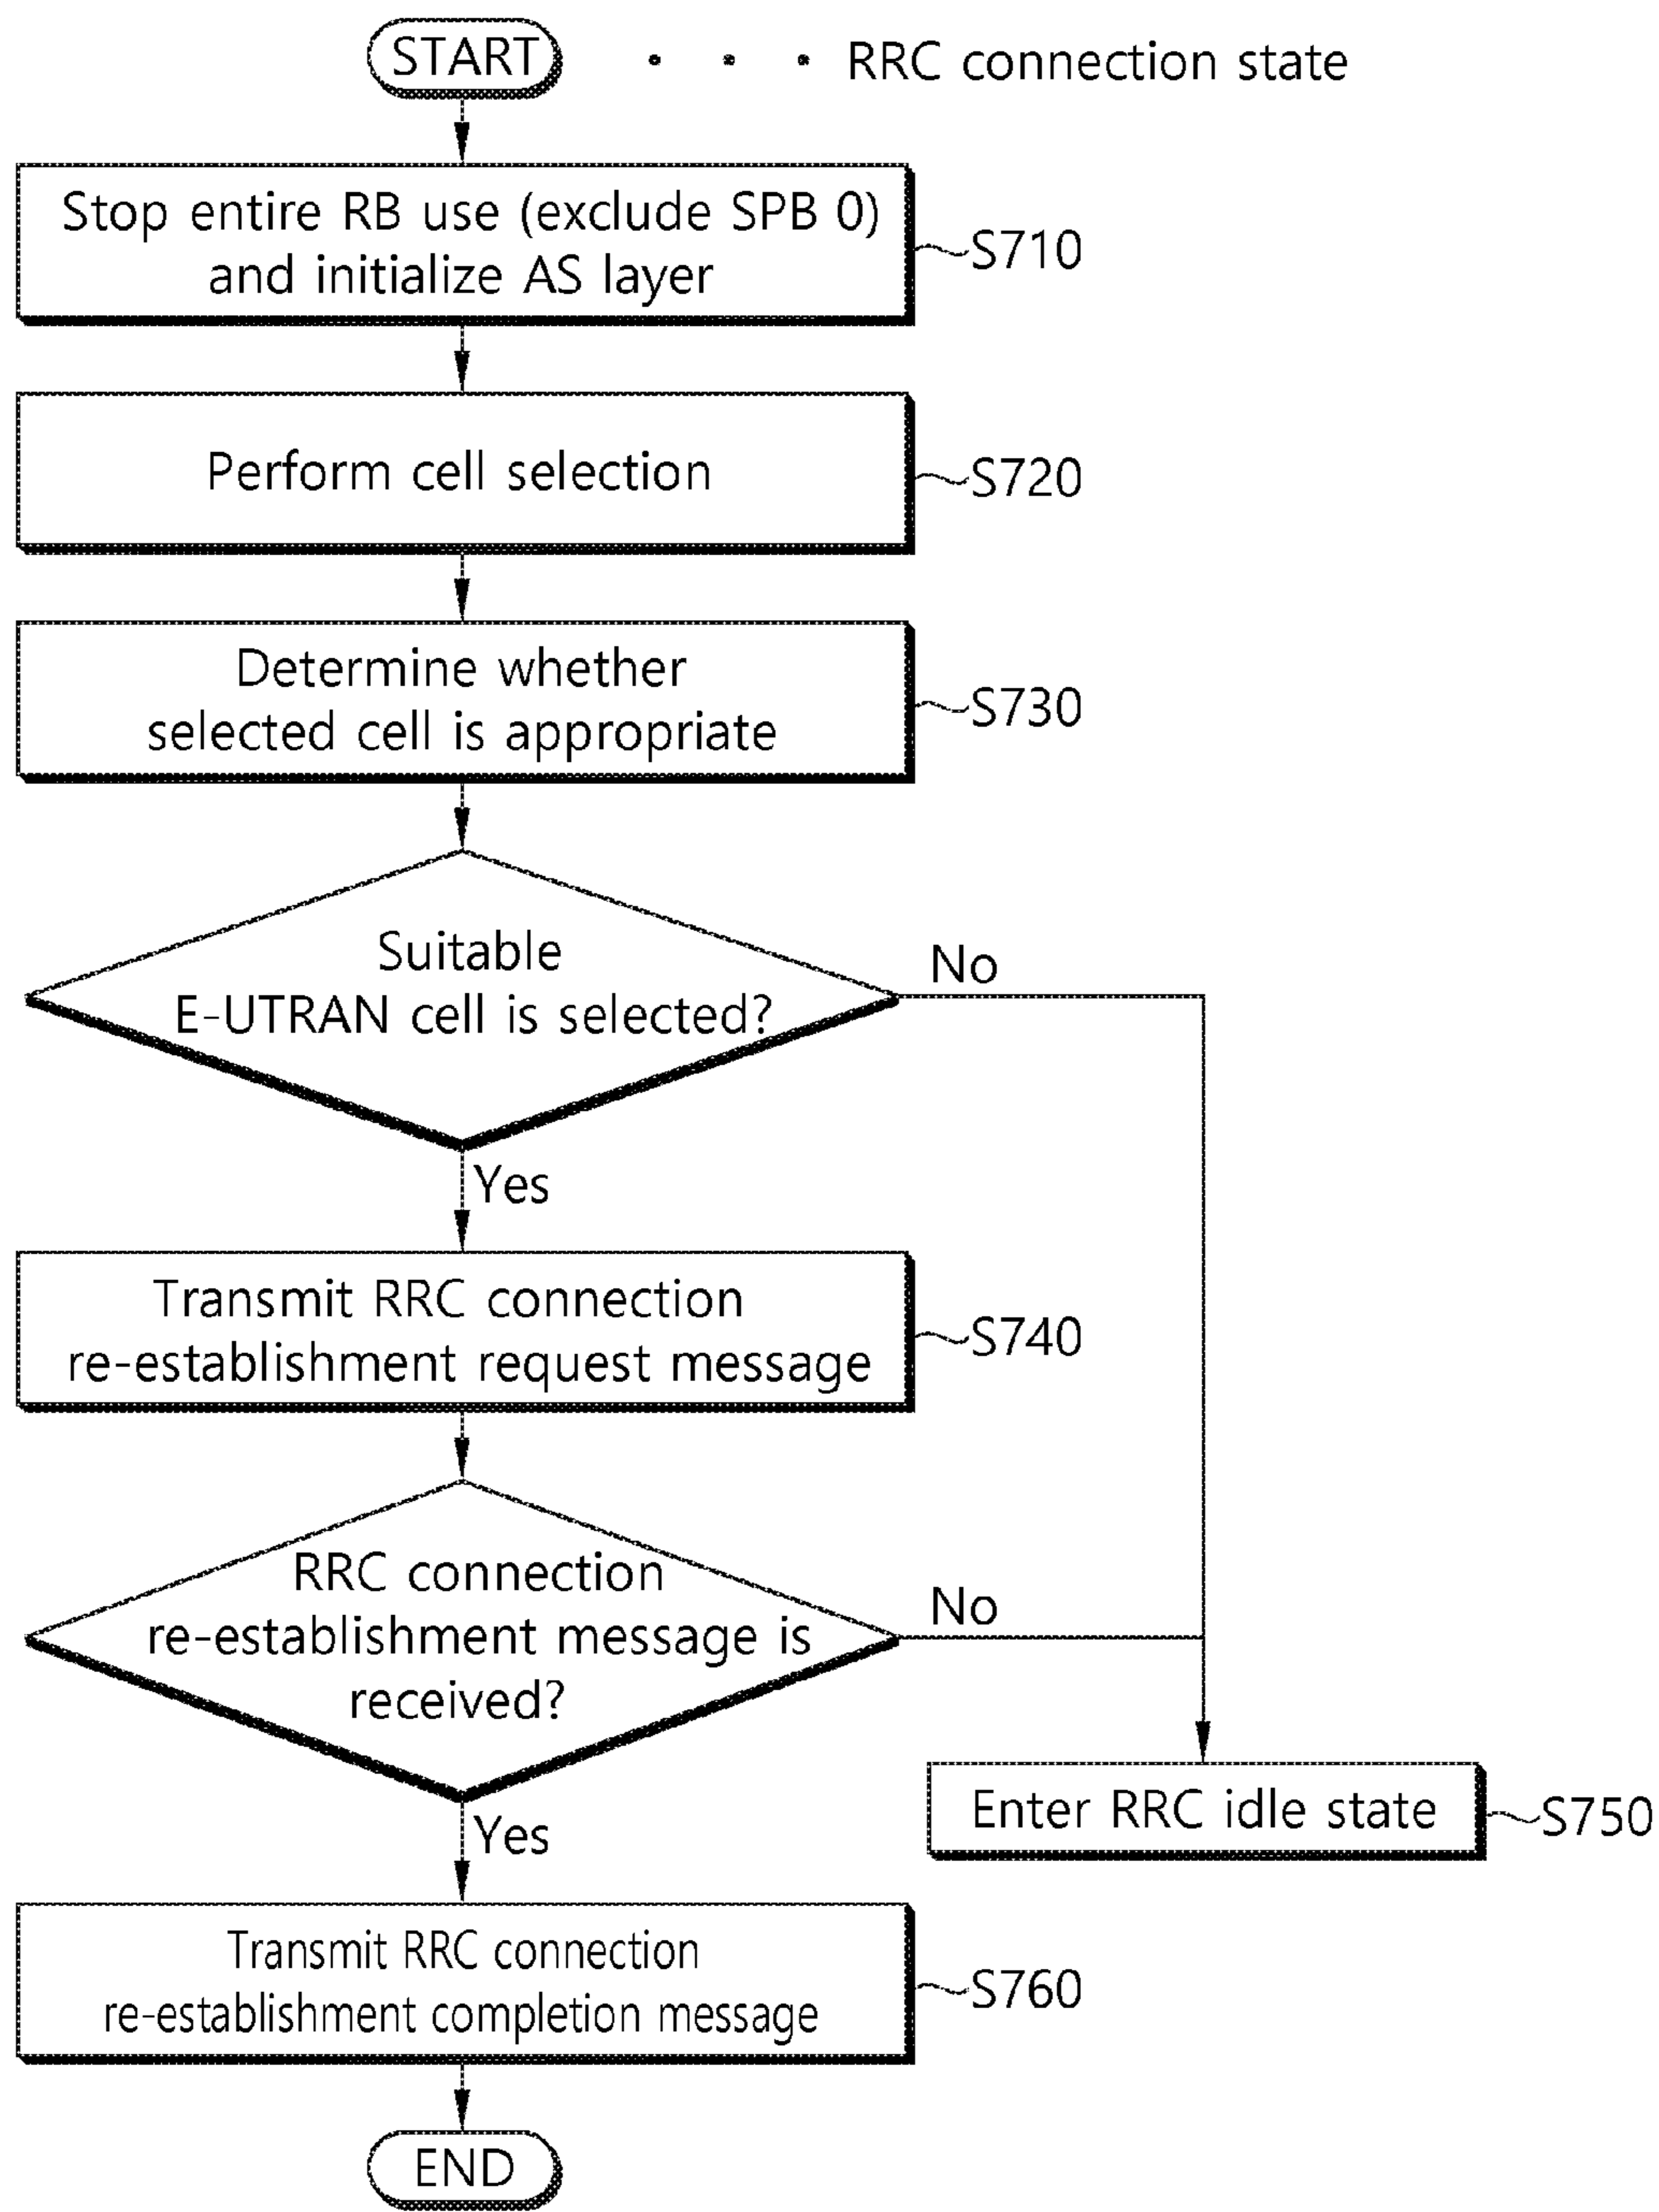 START
· · · RRC connection state
Stop entire RB use (exclude SPB 0)
and initialize AS layer
S710
Perform cell selection
S720
Determine whether
selected cell is appropriate
S730
Suitable
E-UTRAN cell is selected?
No
Yes
Transmit RRC connection
re-establishment request message
S740
RRC connection
re-establishment message is
received?
No
Yes
Enter RRC idle state
S750
Transmit RRC connection
re-establishment completion message
S760
END